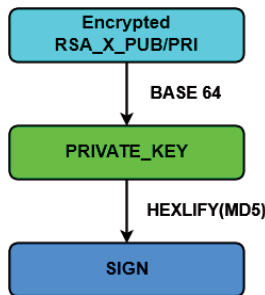 Encrypted
RSA_X_PUB/PRI
BASE 64
PRIVATE_KEY
HEXLIFY(MD5)
SIGN